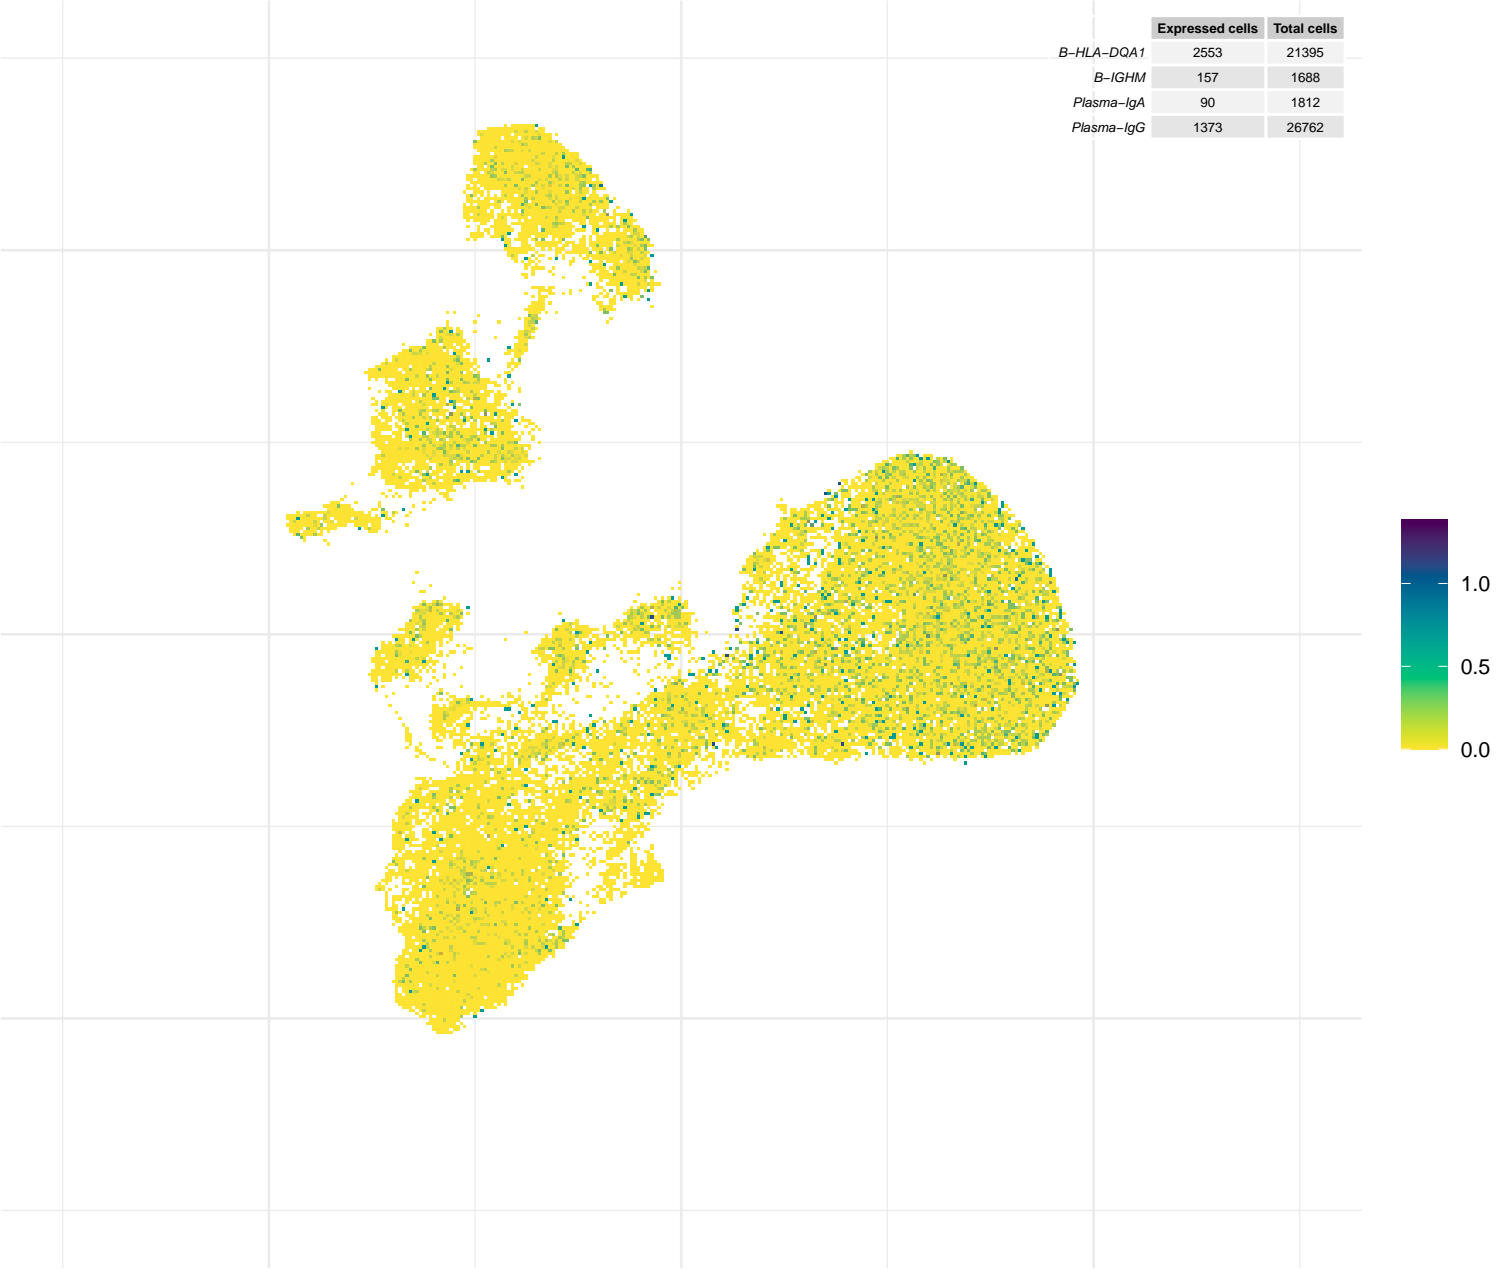 Expressed cells Total cells
B−HLA−DQA1 2553 21395
B−IGHM 157 1688
Plasma−IgA 90 1812
Plasma−IgG 1373 26762
1.0
0.5
0.0